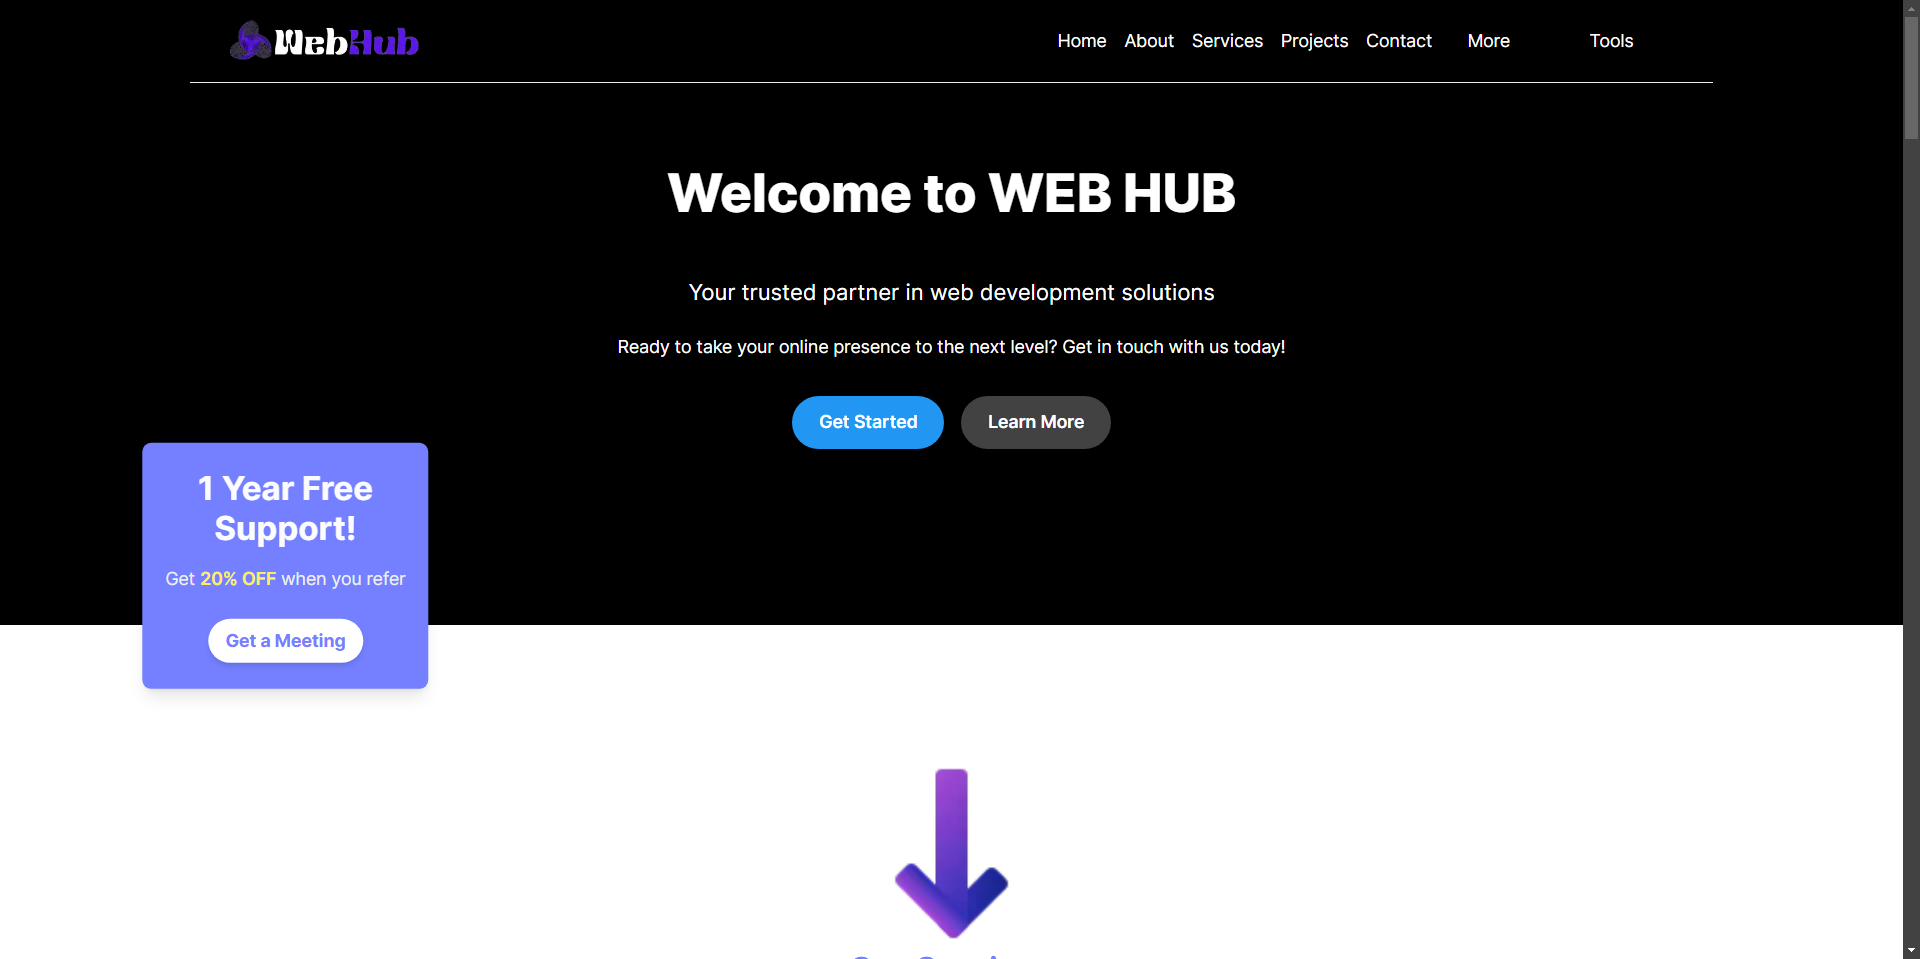 WebHub
Home About Services Projects Contact More Tools
Welcome to WEB HUB
Your trusted partner in web development solutions
Ready to take your online presence to the next level? Get in touch with us today!
Get Started Learn More
1 Year Free
Support!
Get 20% OFF when you refer
Get a Meeting